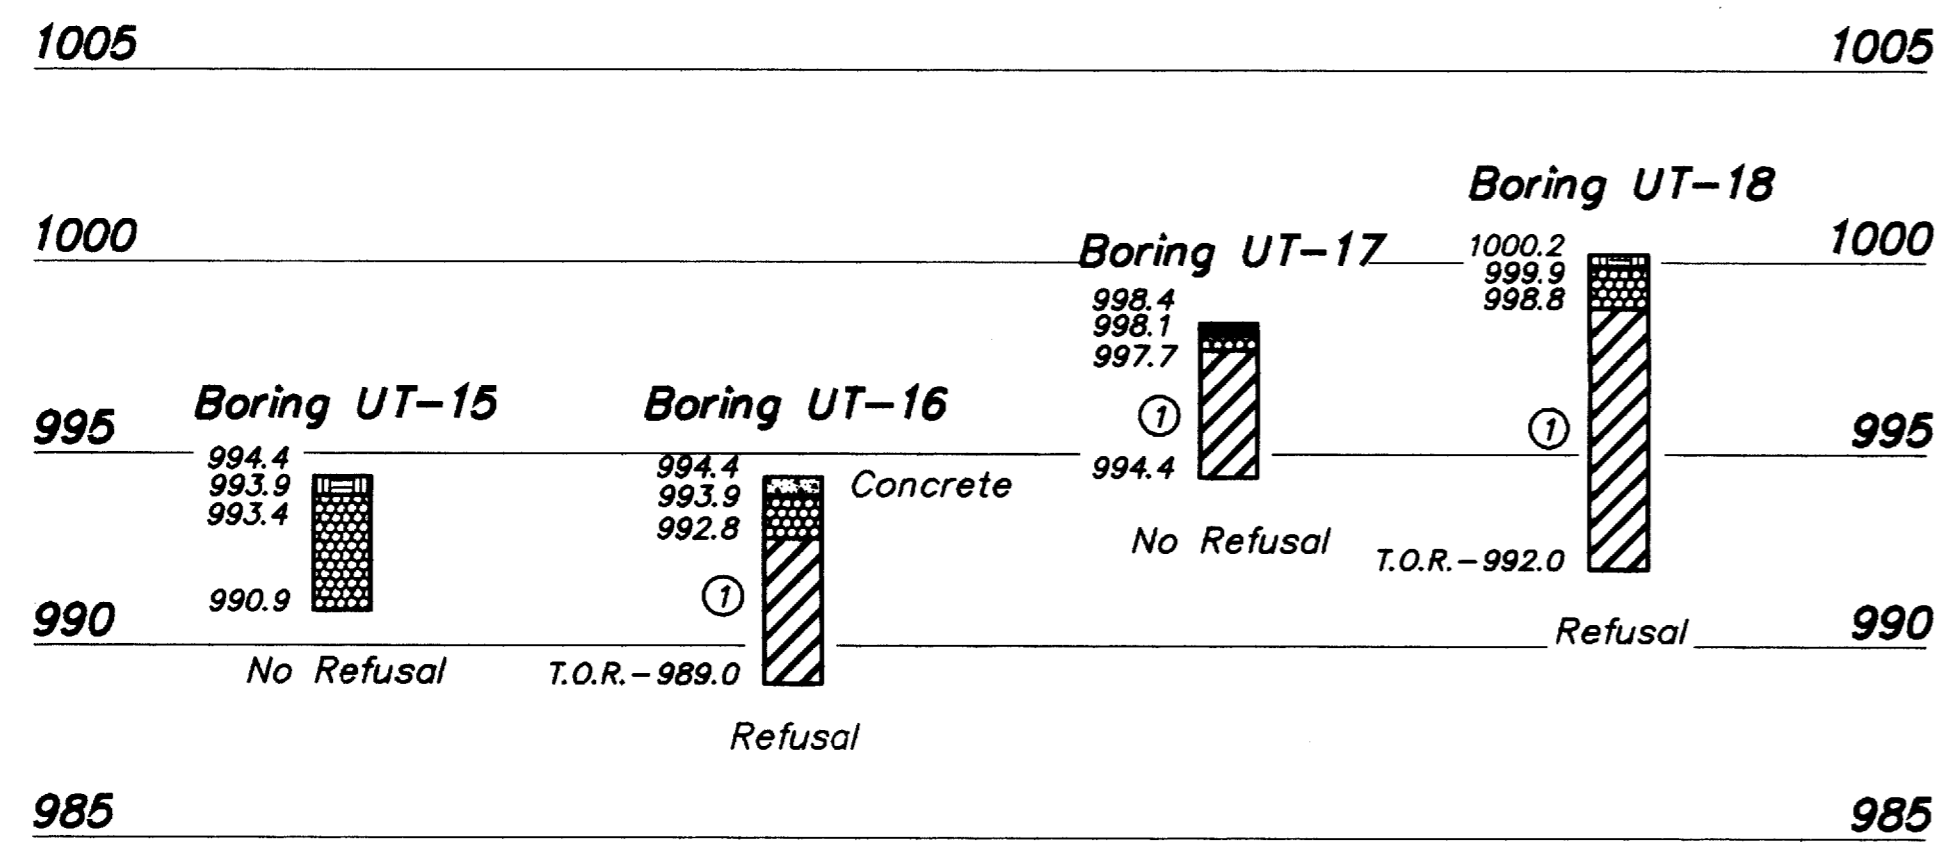 1005 1005
Boring UT-18
1000 Boring UT-17 1000.2 1000
999.9
998.4 998.8
998.1
997.7
Boring UT-15 Boring UT-16
995 1 1 995
994.4 994.4 994.4
993.9 993.9 Concrete
993.4 992.8
No Refusal
T.O.R.-992.0
990.9 1
990 Refusal 990
No Refusal T.O.R.-989.0
Refusal
985 985